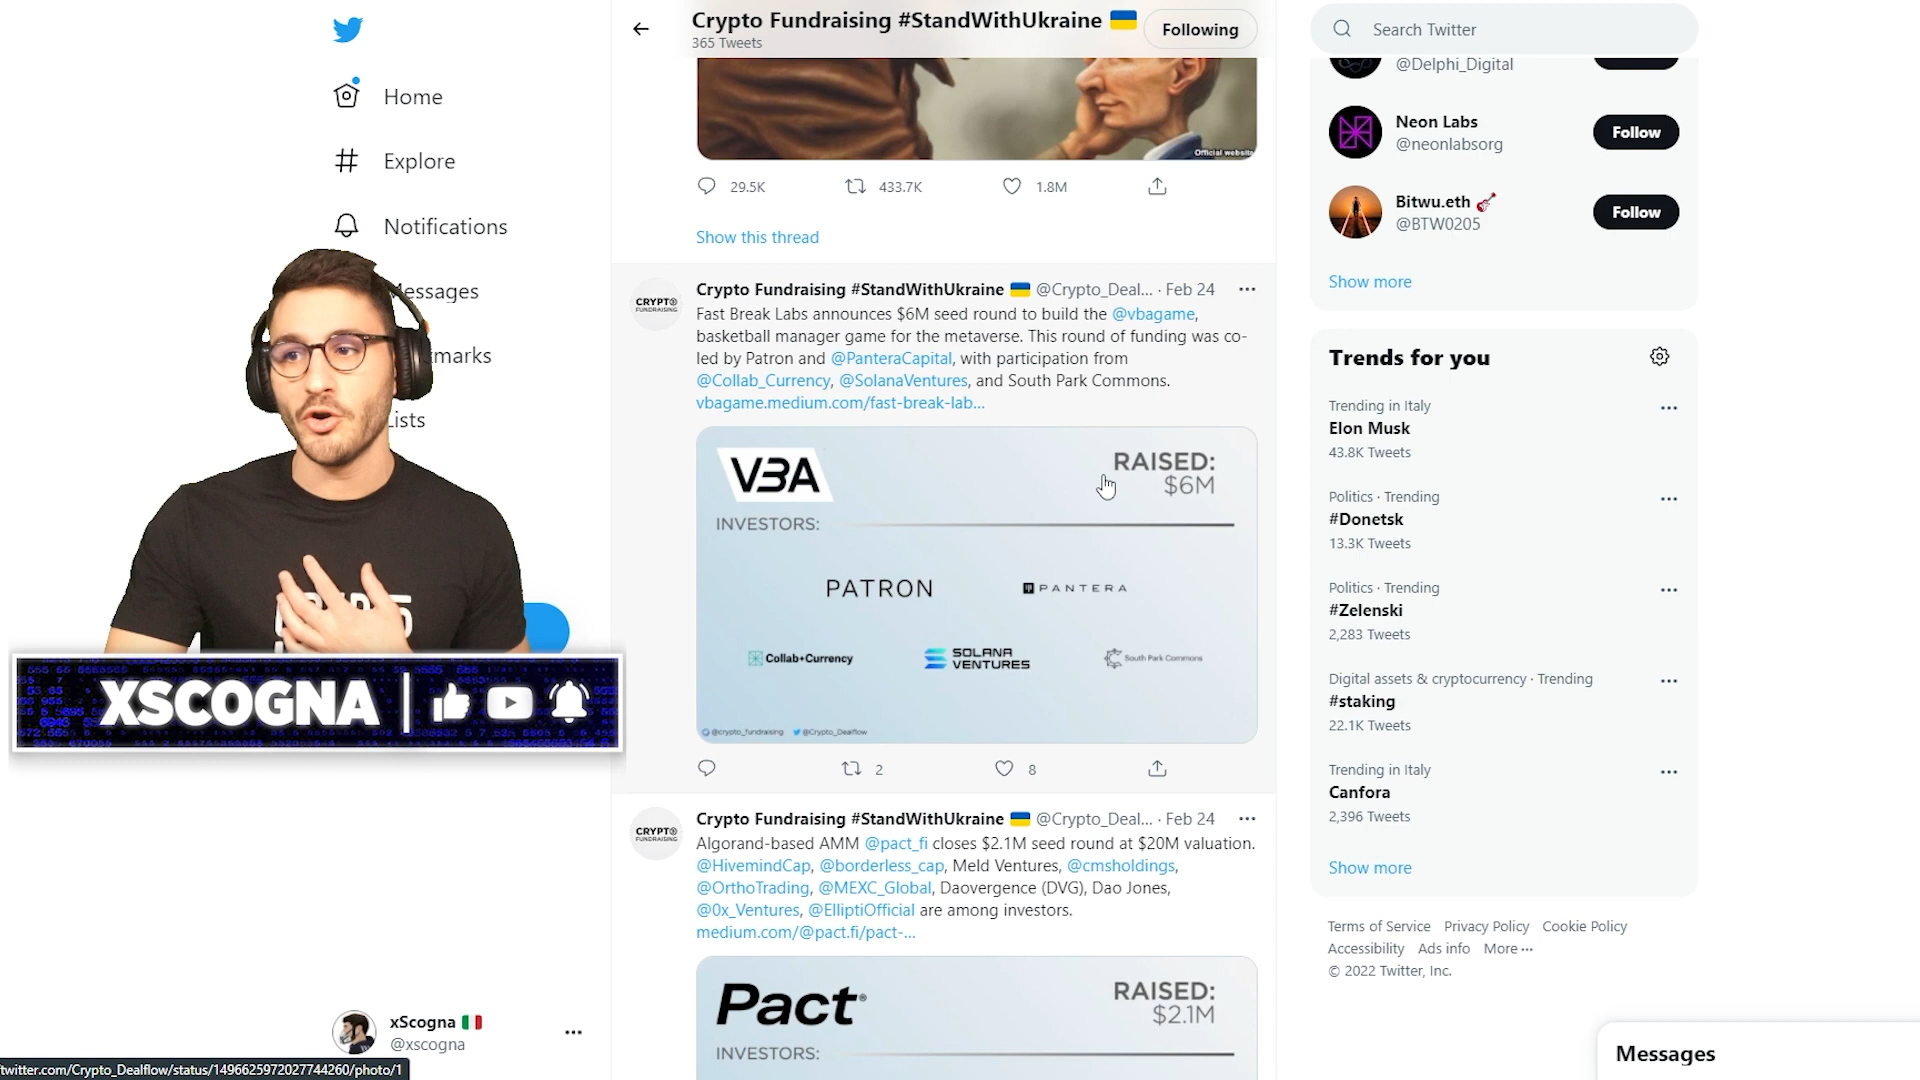 Home
Explore
Notifications
Messages
kmarks
Lists
XSCOGNA
xScogna
@xscogna
twitter.com/Crypto_Dealflow/status/1496625972027744260/photo/1
Crypto Fundraising #StandWithUkraine
365 Tweets
Following
Official website
29.5K 433.7K 1.8M
Show this thread
Crypto Fundraising #StandWithUkraine @Crypto_Deal... · Feb 24
Fast Break Labs announces $6M seed round to build the @vbagame,
basketball manager game for the metaverse. This round of funding was co-
led by Patron and @PanteraCapital, with participation from
@Collab_Currency, @SolanaVentures, and South Park Commons.
vbagame.medium.com/fast-break-lab...
VBA
RAISED:
$6M
INVESTORS:
PATRON PANTERA
Collab+Currency SOLANA VENTURES South Park Commons
@crypto_fundraising @Crypto_Dealflow
2 8
Crypto Fundraising #StandWithUkraine @Crypto_Deal... · Feb 24
Algorand-based AMM @pact_fi closes $2.1M seed round at $20M valuation.
@HivemindCap, @borderless_cap, Meld Ventures, @cmsholdings,
@OrthoTrading, @MEXC_Global, Daovergence (DVG), Dao Jones,
@0x_Ventures, @ElliptiOfficial are among investors.
medium.com/@pact.fi/pact-...
Pact
RAISED:
$2.1M
INVESTORS:
CRYPTO
FUNDRAISING
CRYPTO
FUNDRAISING
Search Twitter
@Delphi_Digital
Neon Labs
@neonlabsorg
Follow
Bitwu.eth
@BTW0205
Follow
Show more
Trends for you
Trending in Italy
Elon Musk
43.8K Tweets
Politics · Trending
#Donetsk
13.3K Tweets
Politics · Trending
#Zelenski
2,283 Tweets
Digital assets & cryptocurrency · Trending
#staking
22.1K Tweets
Trending in Italy
Canfora
2,396 Tweets
Show more
Terms of Service Privacy Policy Cookie Policy
Accessibility Ads info More ···
© 2022 Twitter, Inc.
Messages